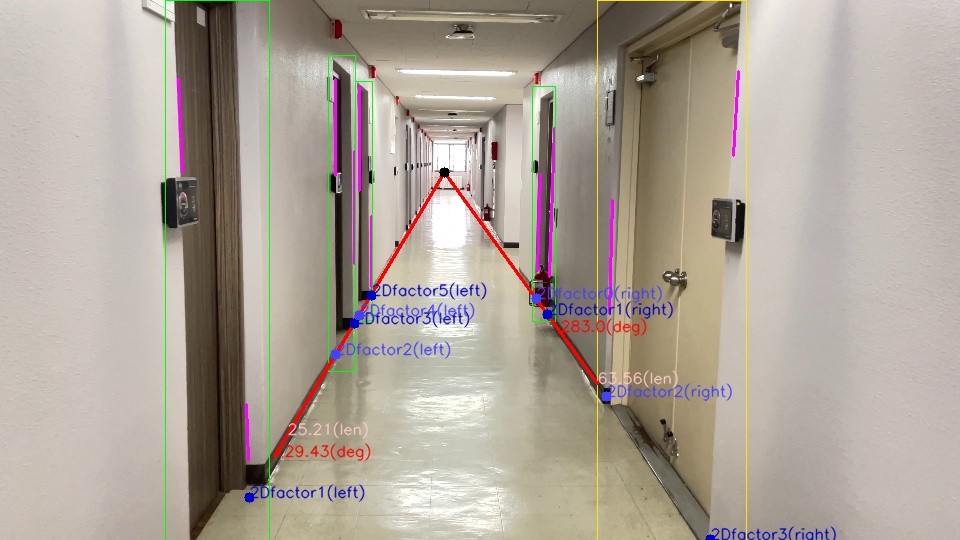 2Dfactor5(left)
2Dfactor0(right)
2Dfactor4(left)
2Dfactor1(right)
2Dfactor3(left)
283.0(deg)
2Dfactor2(left)
63.56(len)
2Dfactor2(right)
25.21(len)
29.43(deg)
2Dfactor1(left)
2Dfactor3(right)